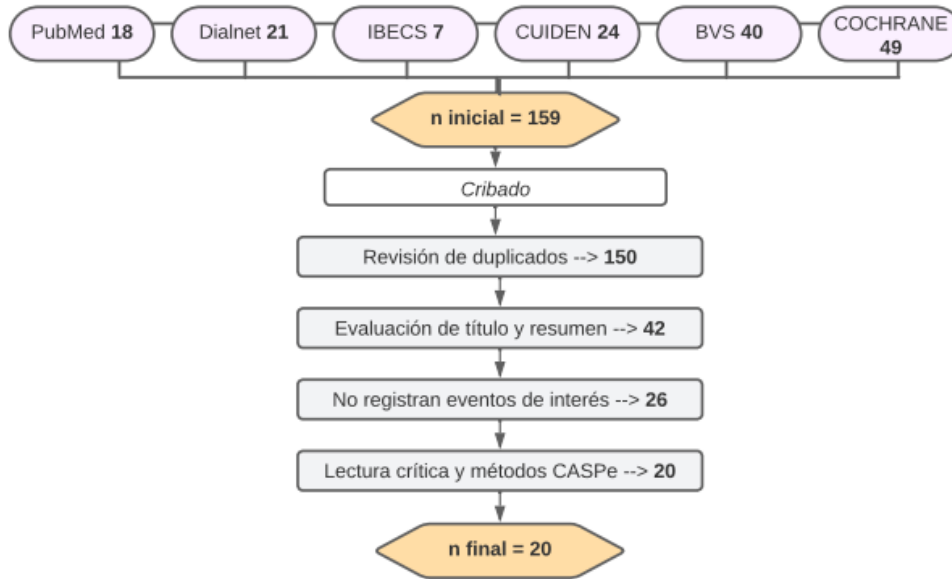 PubMed 18
Dialnet 21
IBECS 7
CUIDEN 24
BVS 40
COCHRANE
49
n inicial = 159
Cribado
Revisión de duplicados --> 150
Evaluación de título y resumen --> 42
No registran eventos de interés --> 26
Lectura crítica y métodos CASPe --> 20
n final = 20